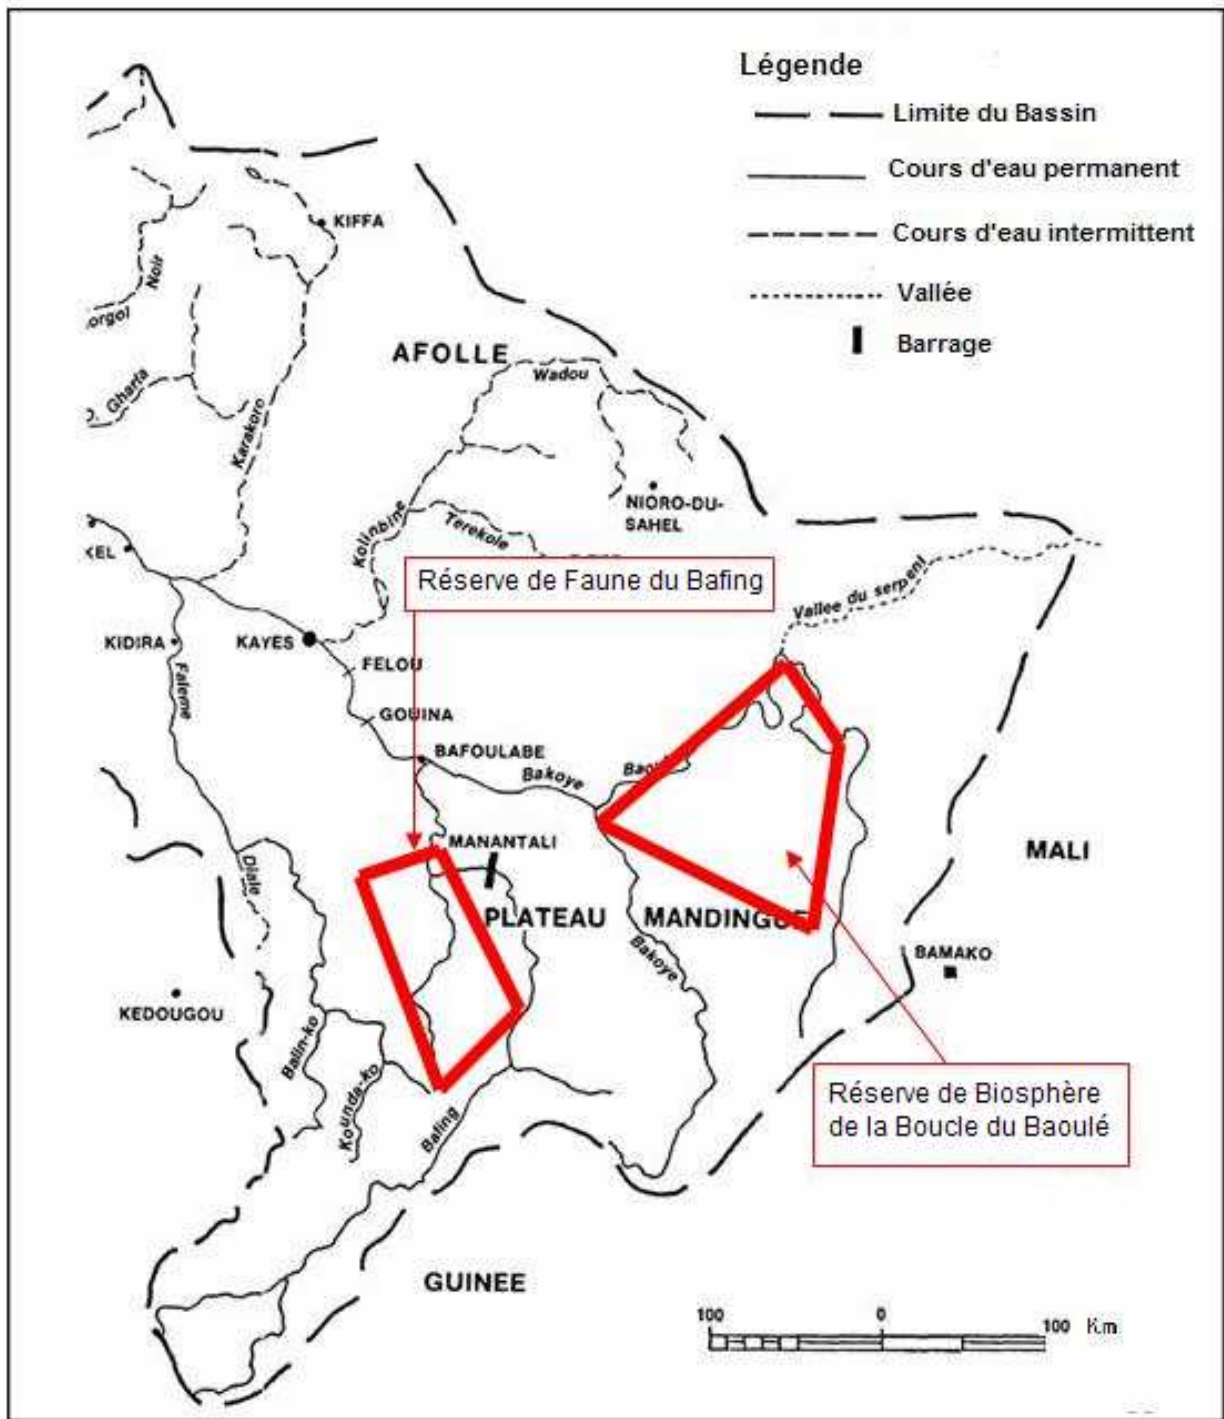 Légende
Limite du Bassin
Cours d'eau permanent
Cours d'eau intermittent
Vallée
Barrage
KIFFA
Noir
orgol
AFOLLE
Wadou
O. Gharfa
Karakoro
NIORO-DU-
SAHEL
Kolinbine
Terekole
KEL
Réserve de Faune du Bafing
Vallee du serpent
KIDIRA
KAYES
FELOU
Faleme
GOUINA
BAFOULABE
Bakoye
MANANTALI
MALI
Diale
PLATEAU MANDINGUE
Bakoye
BAMAKO
KEDOUGOU
Balin-ko
Kounda-ko
Bafing
Réserve de Biosphère
de la Boucle du Baoulé
GUINEE
100 0 100 Km